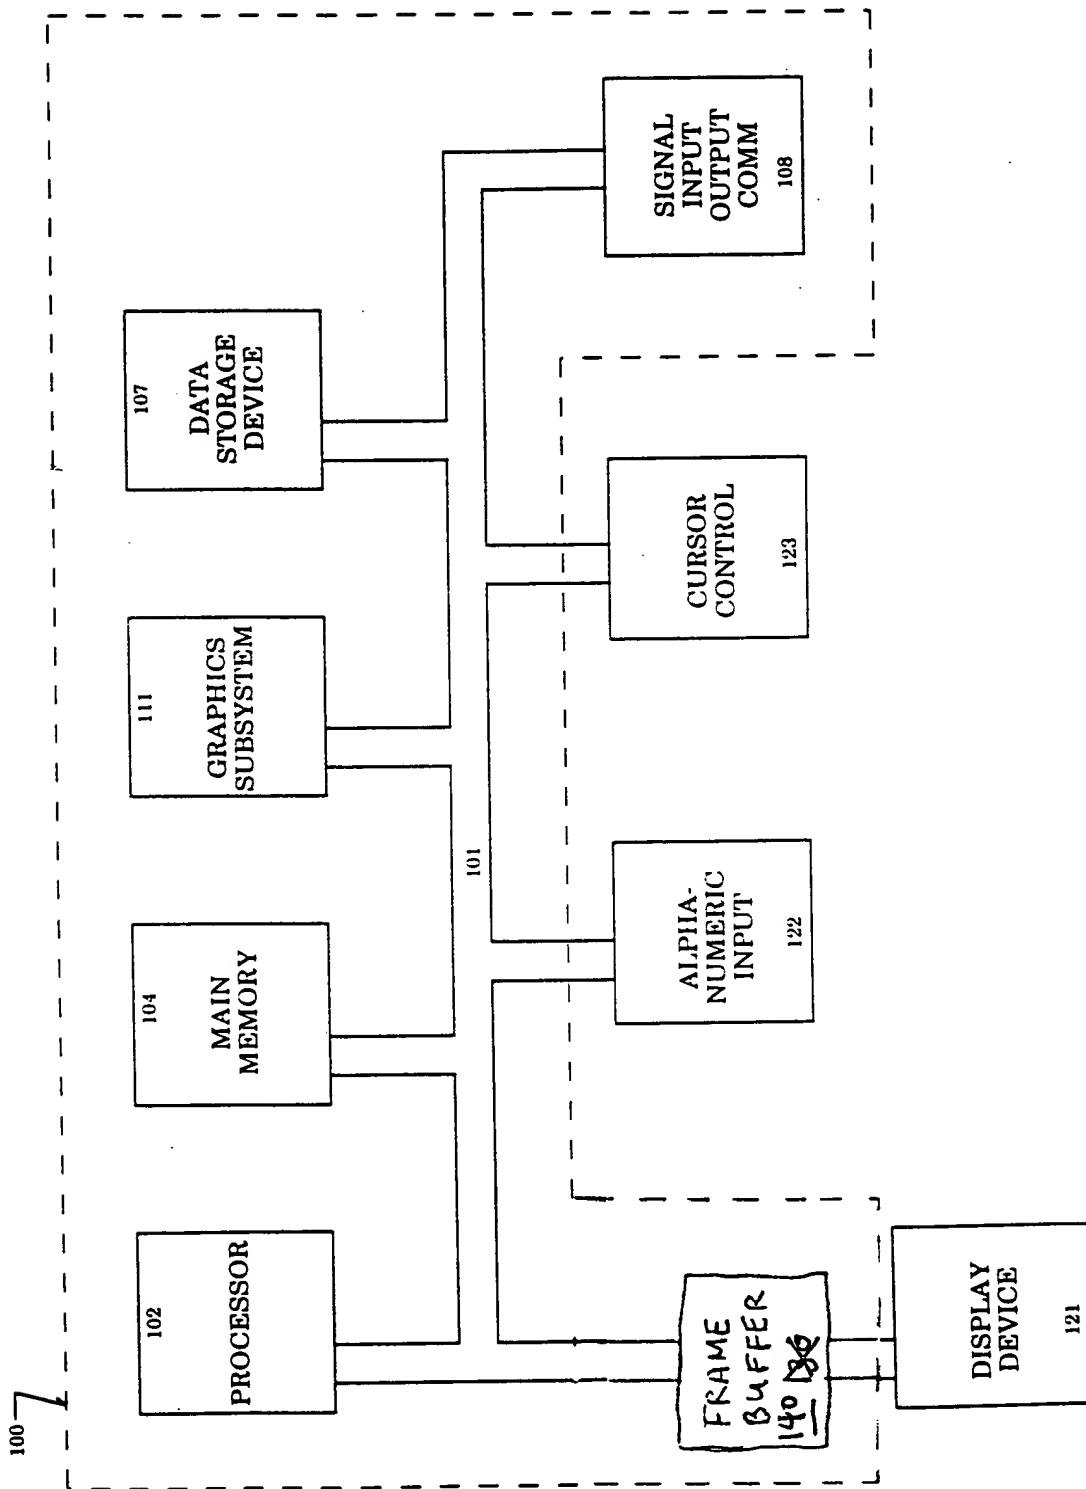 100
102
PROCESSOR
104
MAIN
MEMORY
111
GRAPHICS
SUBSYSTEM
107
DATA
STORAGE
DEVICE
101
FRAME
BUFFER
140
DISPLAY
DEVICE
121
ALPHA-
NUMERIC
INPUT
122
CURSOR
CONTROL
123
SIGNAL
INPUT
OUTPUT
COMM
108